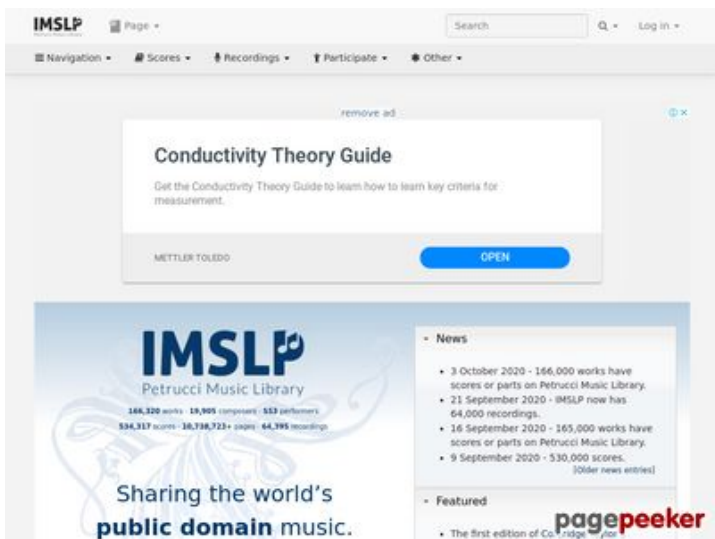 IMSLP Page Search Log in
Petrucci Music Library
Navigation Scores Recordings Participate Other
remove ad
Conductivity Theory Guide
Get the Conductivity Theory Guide to learn how to learn key criteria for
measurement.
METTLER TOLEDO OPEN
IMSLP
Petrucci Music Library
166,320 works · 19,905 composers · 553 performers
534,317 scores · 10,738,723+ pages · 64,395 recordings
Sharing the world's
public domain music.
News
3 October 2020 - 166,000 works have
scores or parts on Petrucci Music Library.
21 September 2020 - IMSLP now has
64,000 recordings.
16 September 2020 - 165,000 works have
scores or parts on Petrucci Music Library.
9 September 2020 - 530,000 scores.
[Older news entries]
Featured
The first edition of
pagepeeker